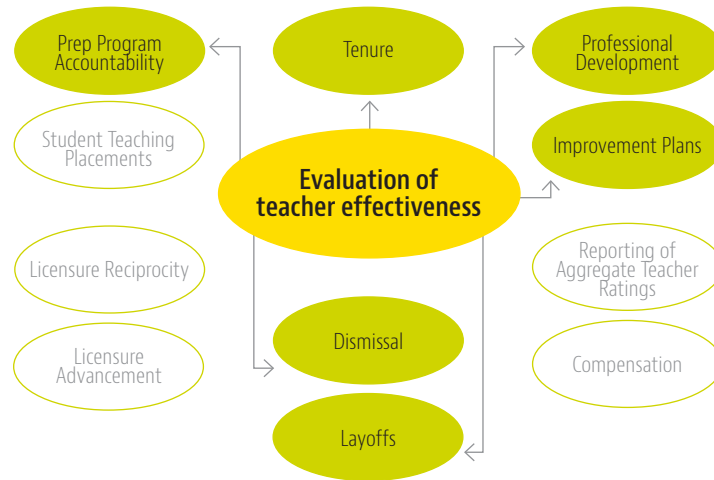 Prep Program
Accountability
Tenure
Professional
Development
Student Teaching
Placements
Improvement Plans
Evaluation of
teacher effectiveness
Licensure Reciprocity
Reporting of
Aggregate Teacher
Ratings
Licensure
Advancement
Dismissal
Compensation
Layoffs